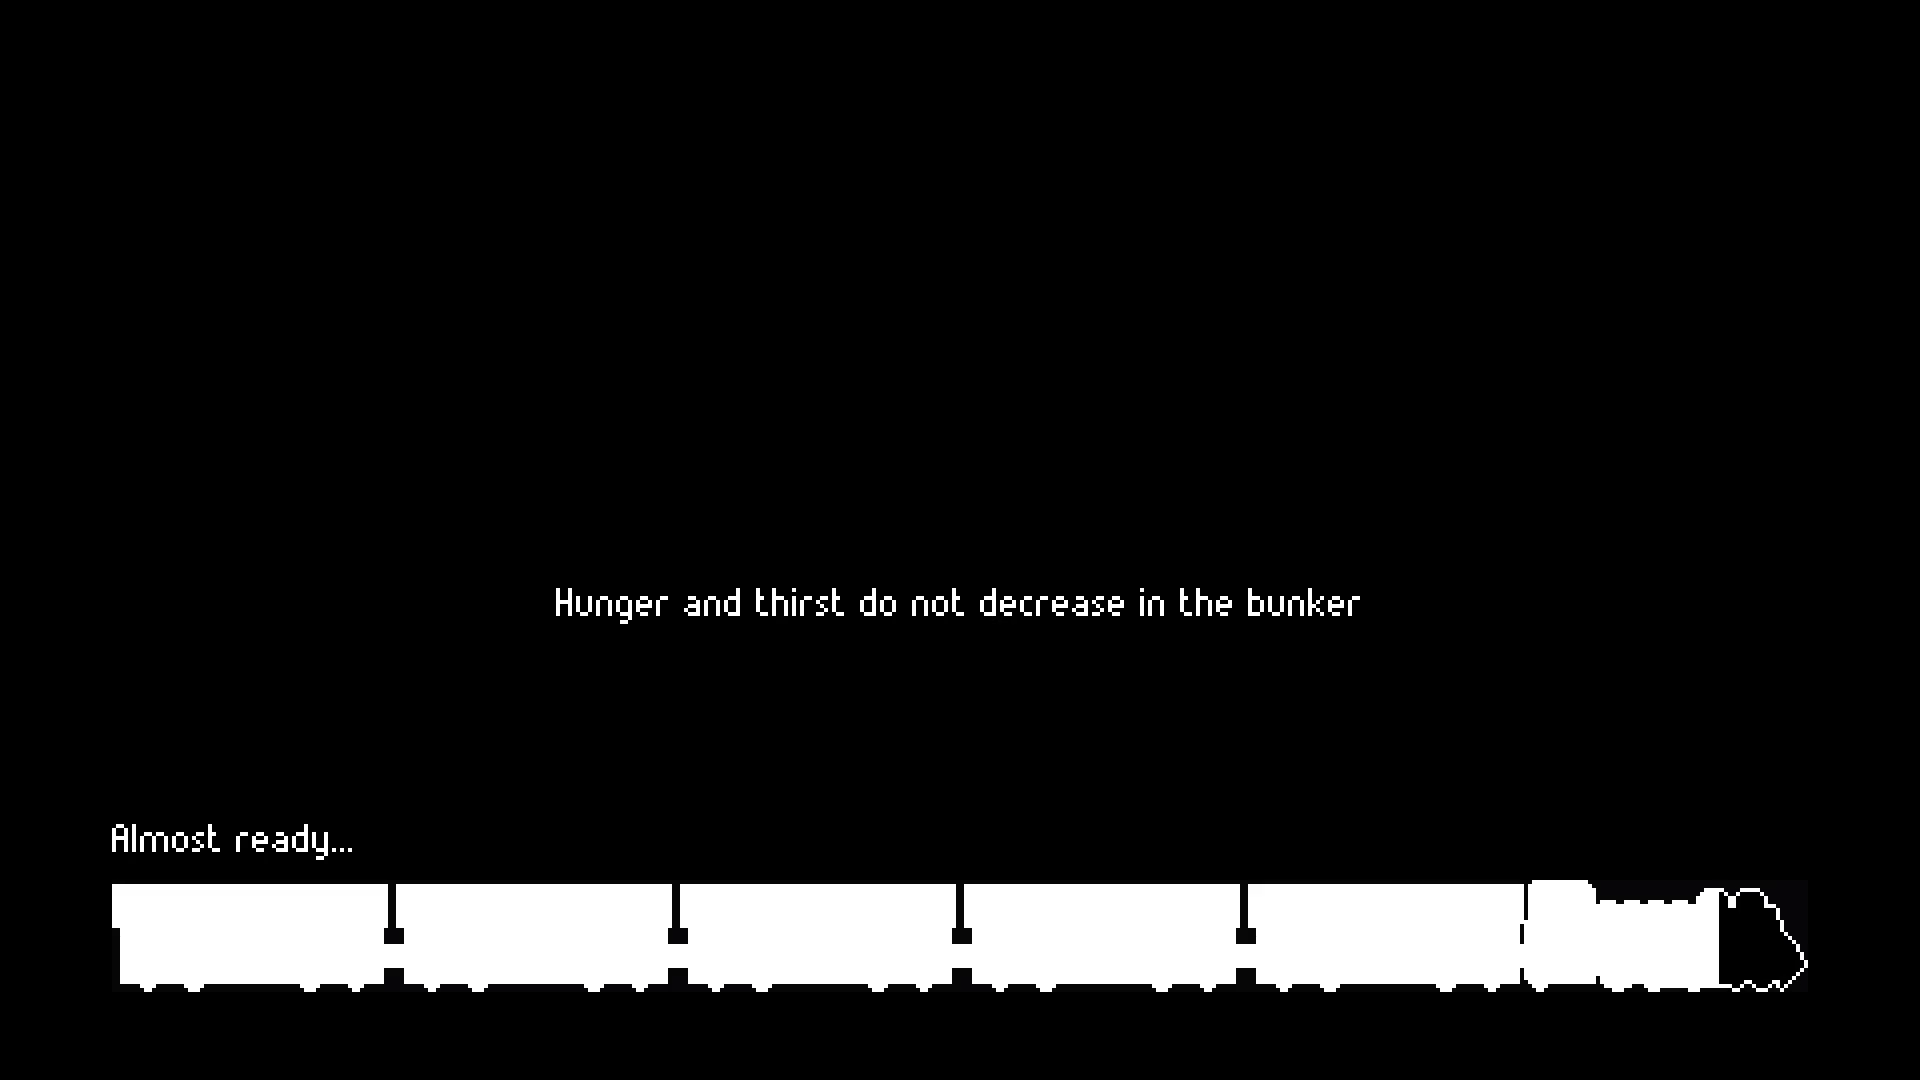 Hunger and thirst do not decrease in the bunker
Almost ready...